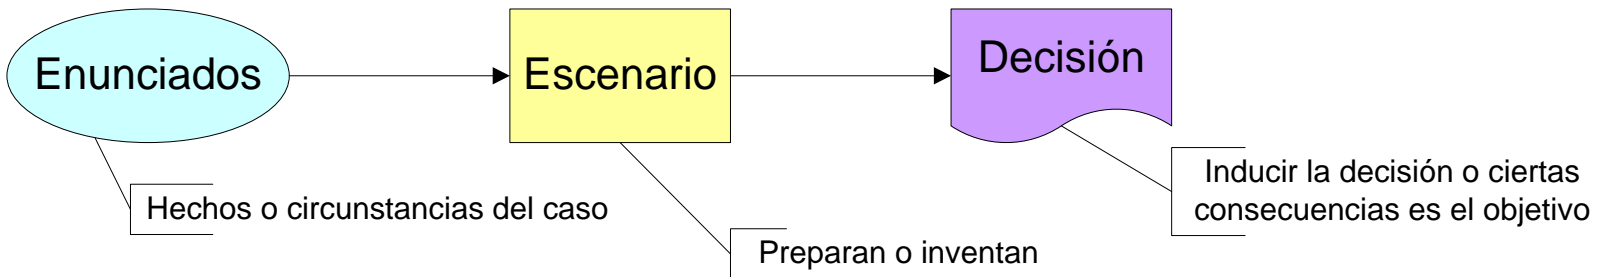 Enunciados
Escenario
Decisión
Hechos o circunstancias del caso
Preparan o inventan
Inducir la decisión o ciertas
consecuencias es el objetivo